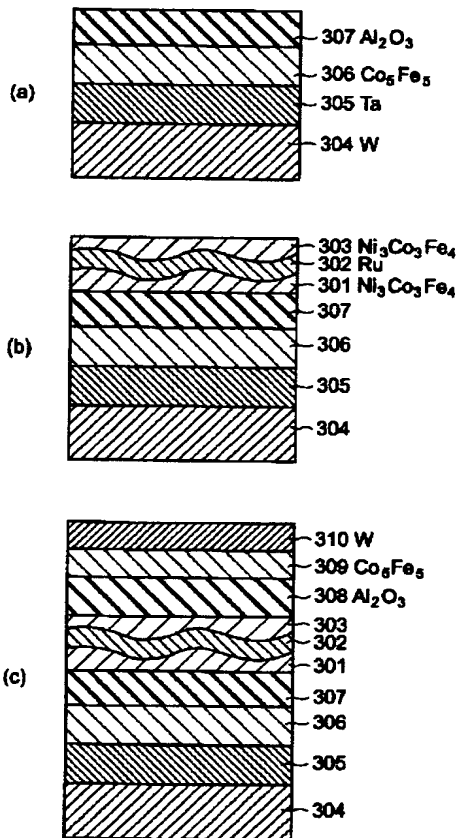 (a)
307 Al₂O₃
306 Co₅Fe₅
305 Ta
304 W
(b)
303 Ni₃Co₃Fe₄
302 Ru
301 Ni₃Co₃Fe₄
307
306
305
304
(c)
310 W
309 Co₅Fe₅
308 Al₂O₃
303
302
301
307
306
305
304